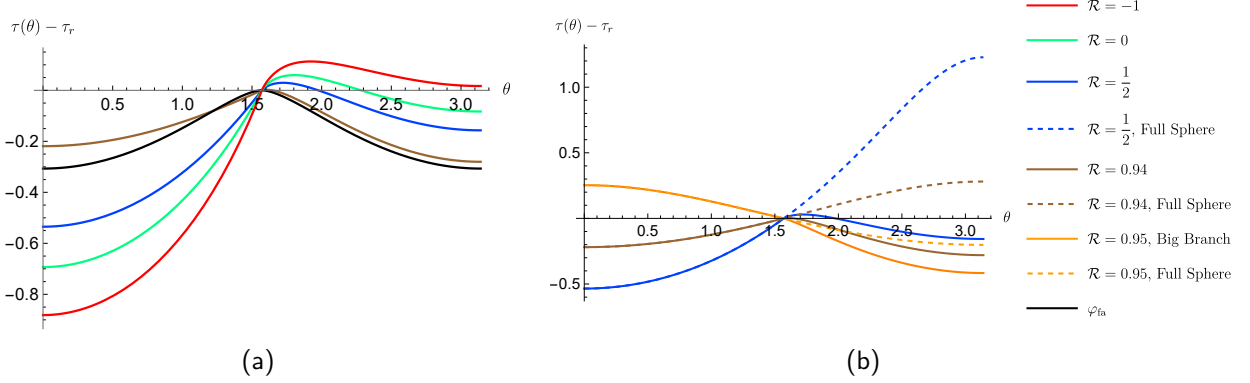 τ(θ) − τ_r
θ
0.5 1.0 1.5 2.0 2.5 3.0
−0.2
−0.4
−0.6
−0.8
(a)
τ(θ) − τ_r
1.0
0.5
θ
0.5 1.0 1.5 2.0 2.5 3.0
−0.5
(b)
ℛ = −1
ℛ = 0
ℛ = 1/2
ℛ = 1/2, Full Sphere
ℛ = 0.94
ℛ = 0.94, Full Sphere
ℛ = 0.95, Big Branch
ℛ = 0.95, Full Sphere
φ_fa